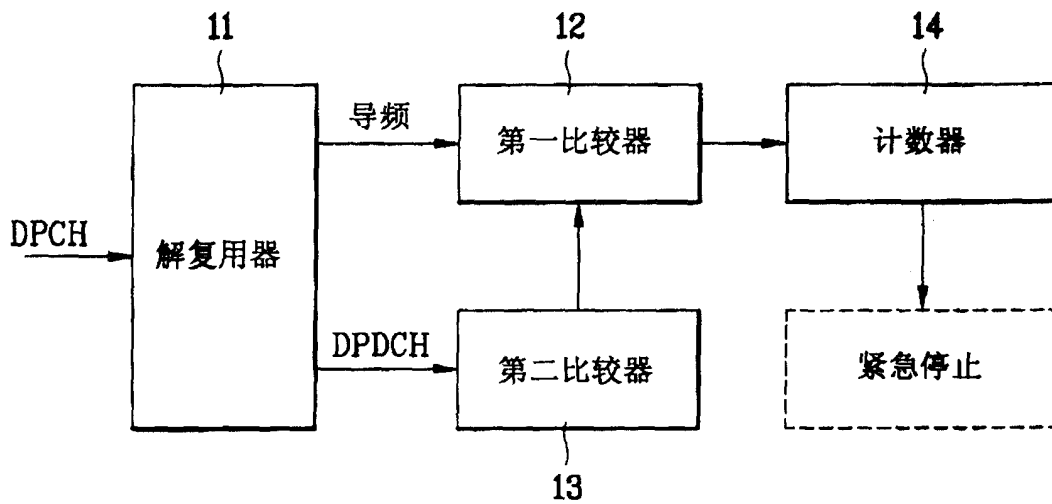 11
12
14
导频
第一比较器
计数器
DPCH
解复用器
DPDCH
第二比较器
紧急停止
13